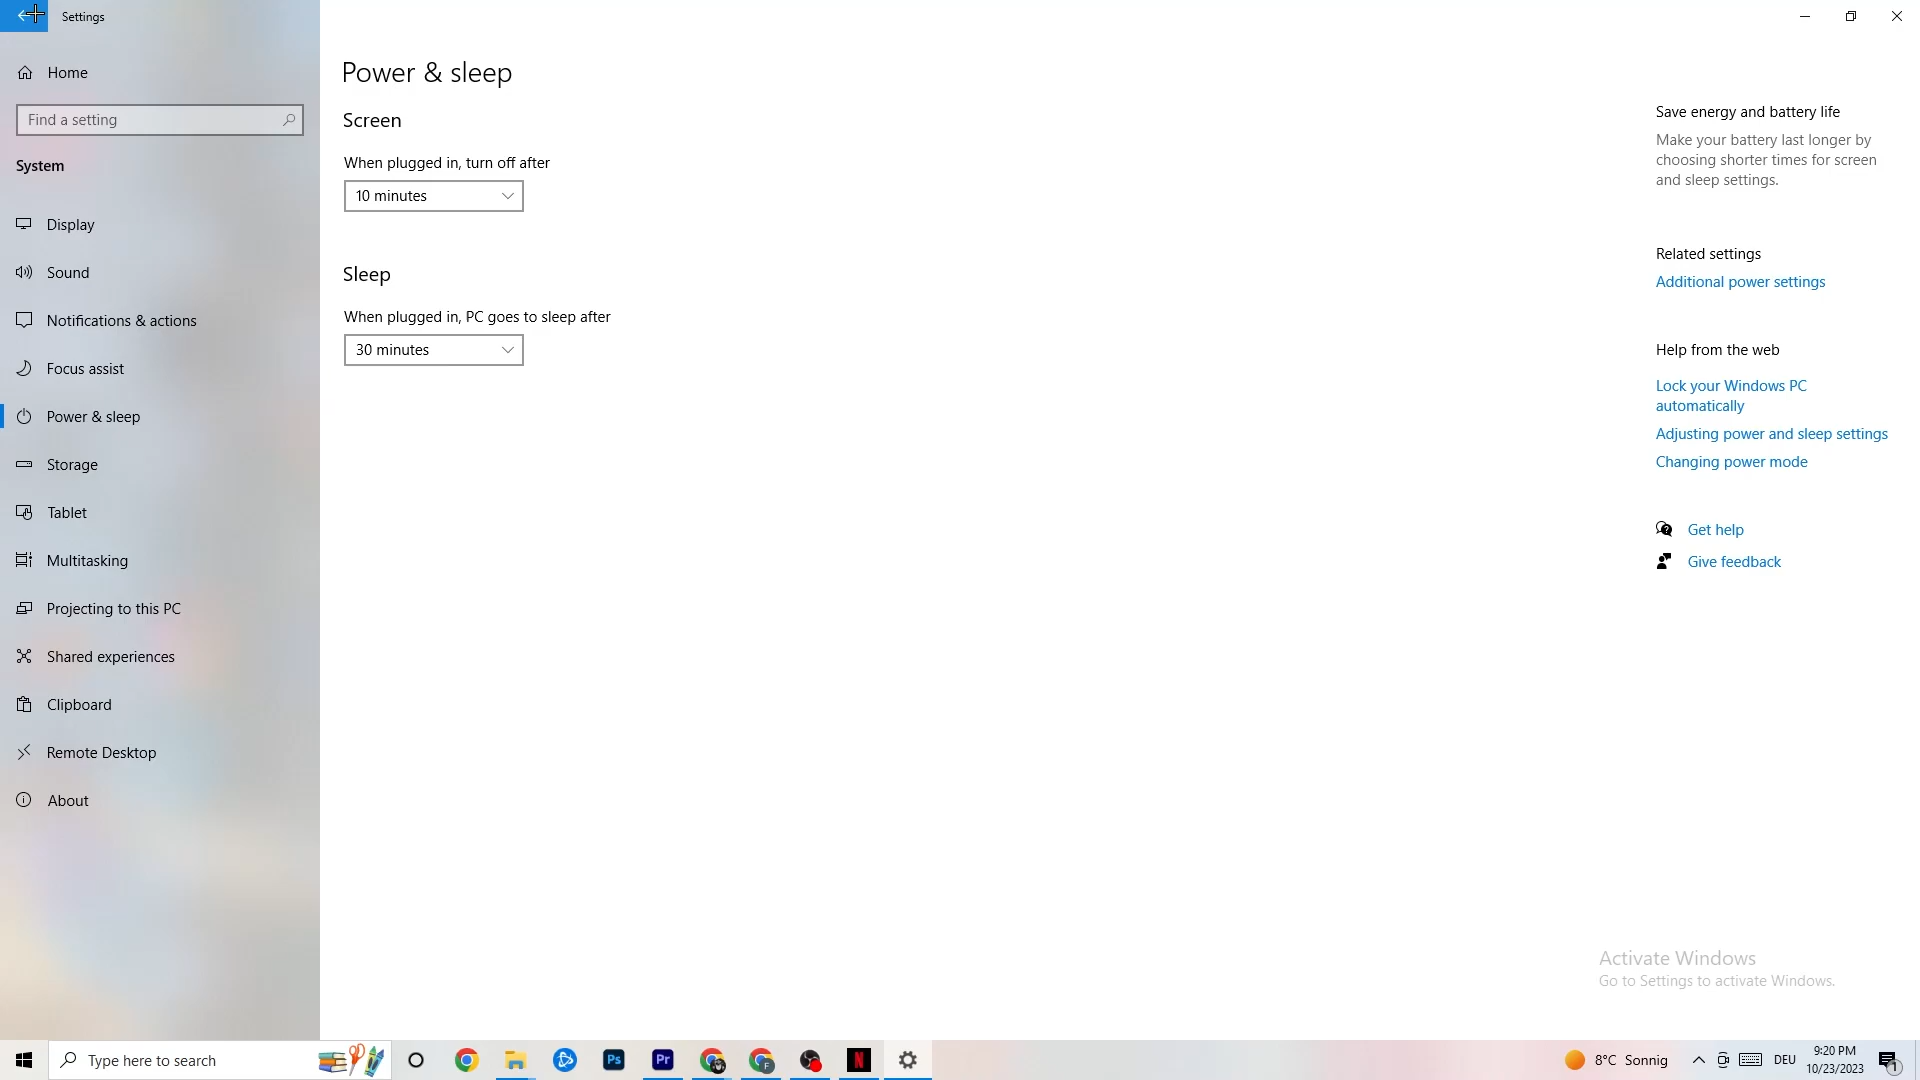 Settings
Home
Find a setting
System
Display
Sound
Notifications & actions
Focus assist
Power & sleep
Storage
Tablet
Multitasking
Projecting to this PC
Shared experiences
Clipboard
Remote Desktop
About
Power & sleep
Screen
When plugged in, turn off after
10 minutes
Sleep
When plugged in, PC goes to sleep after
30 minutes
Save energy and battery life
Make your battery last longer by
choosing shorter times for screen
and sleep settings.
Related settings
Additional power settings
Help from the web
Lock your Windows PC
automatically
Adjusting power and sleep settings
Changing power mode
Get help
Give feedback
Activate Windows
Go to Settings to activate Windows.
Type here to search
Ps
Pr
F
N
8°C Sonnig
DEU
9:20 PM
10/23/2023
1